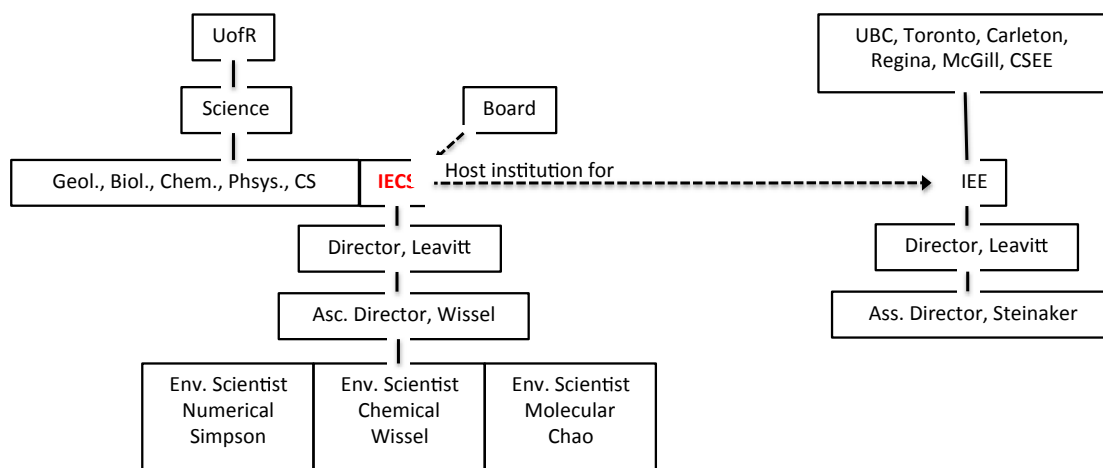 UofR
UBC, Toronto, Carleton,
Regina, McGill, CSEE
Science
Board
Host institution for
Geol., Biol., Chem., Phsys., CS
IECS
IEE
Director, Leavitt
Director, Leavitt
Asc. Director, Wissel
Ass. Director, Steinaker
Env. Scientist
Numerical
Simpson
Env. Scientist
Chemical
Wissel
Env. Scientist
Molecular
Chao